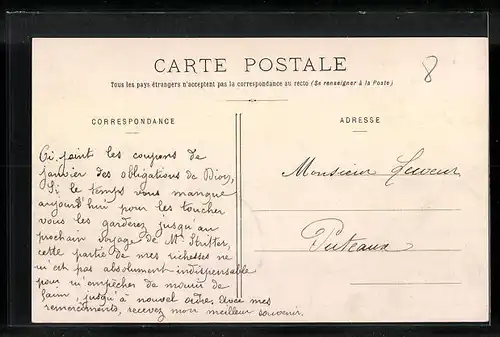 CARTE POSTALE
Tous les pays étrangers n'acceptent pas la correspondance au recto (Se renseigner à la Poste)
8
CORRESPONDANCE
ADRESSE
Ci-joint les coupons de
janvier des obligations de
Si le temps vous manque
aujourd'hui pour les toucher
vous les garderez jusqu'au
prochain voyage de Mr
cette partie de mes richesses ne
m'est pas absolument indispensable
pour m'empêcher de mourir de
faim, jusqu'à nouvel ordre. Avec mes
remerciements, recevez mon meilleur souvenir.
Monsieur
Puteaux